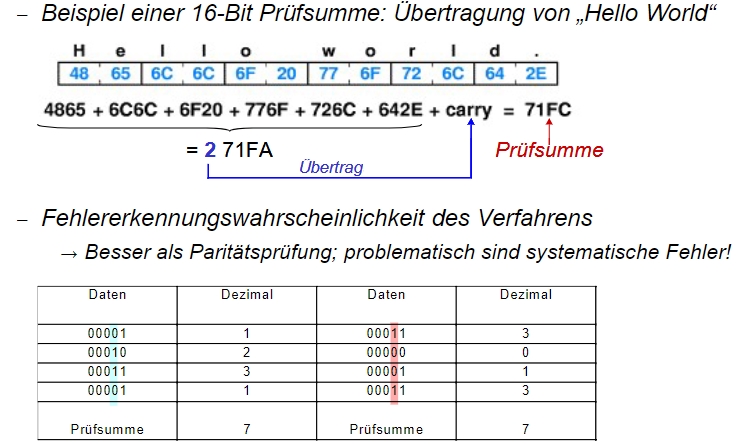 – Beispiel einer 16-Bit Prüfsumme: Übertragung von „Hello World“
H e l l o w o r l d .
48 65 6C 6C 6F 20 77 6F 72 6C 64 2E
4865 + 6C6C + 6F20 + 776F + 726C + 642E + carry = 71FC
= 2 71FA
Übertrag
Prüfsumme
– Fehlererkennungswahrscheinlichkeit des Verfahrens
→ Besser als Paritätsprüfung; problematisch sind systematische Fehler!
Daten Dezimal Daten Dezimal
00001 1 00011 3
00010 2 00000 0
00011 3 00001 1
00001 1 00011 3
Prüfsumme 7 Prüfsumme 7